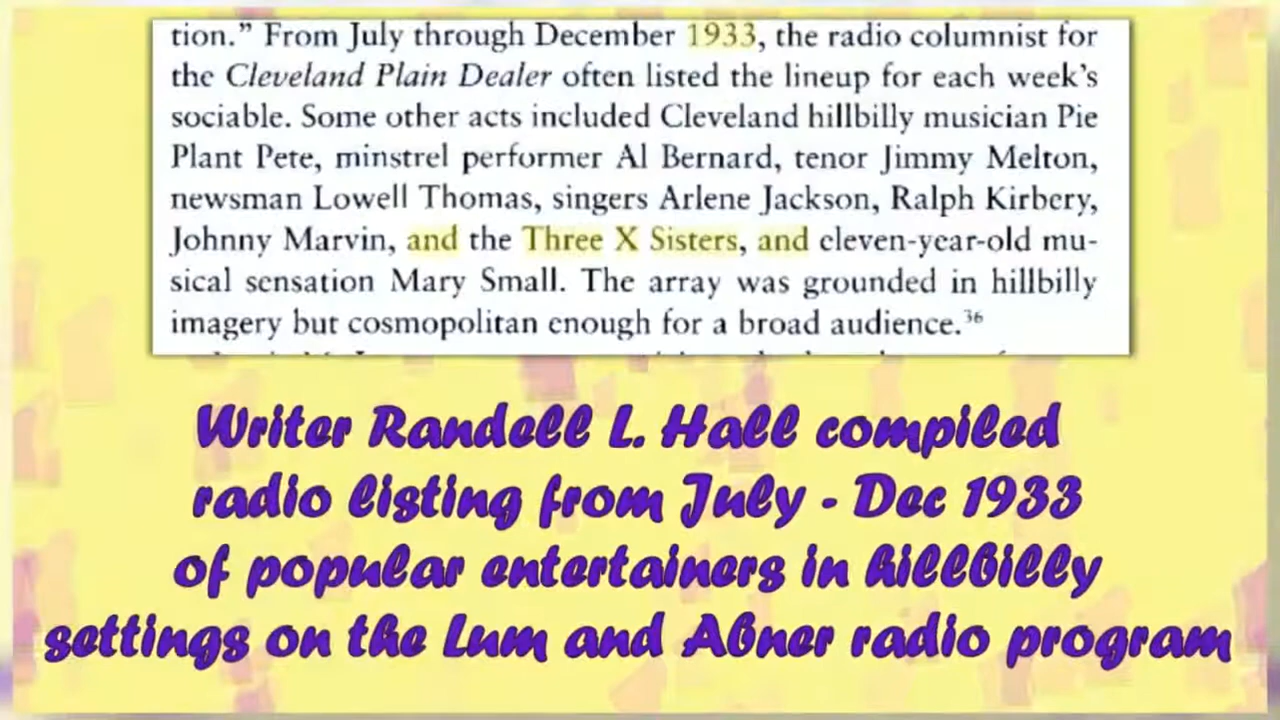 tion.” From July through December 1933, the radio columnist for
the Cleveland Plain Dealer often listed the lineup for each week’s
sociable. Some other acts included Cleveland hillbilly musician Pie
Plant Pete, minstrel performer Al Bernard, tenor Jimmy Melton,
newsman Lowell Thomas, singers Arlene Jackson, Ralph Kirbery,
Johnny Marvin, and the Three X Sisters, and eleven-year-old mu-
sical sensation Mary Small. The array was grounded in hillbilly
imagery but cosmopolitan enough for a broad audience.36
Writer Randell L. Hall compiled
radio listing from July - Dec 1933
of popular entertainers in hillbilly
settings on the Lum and Abner radio program